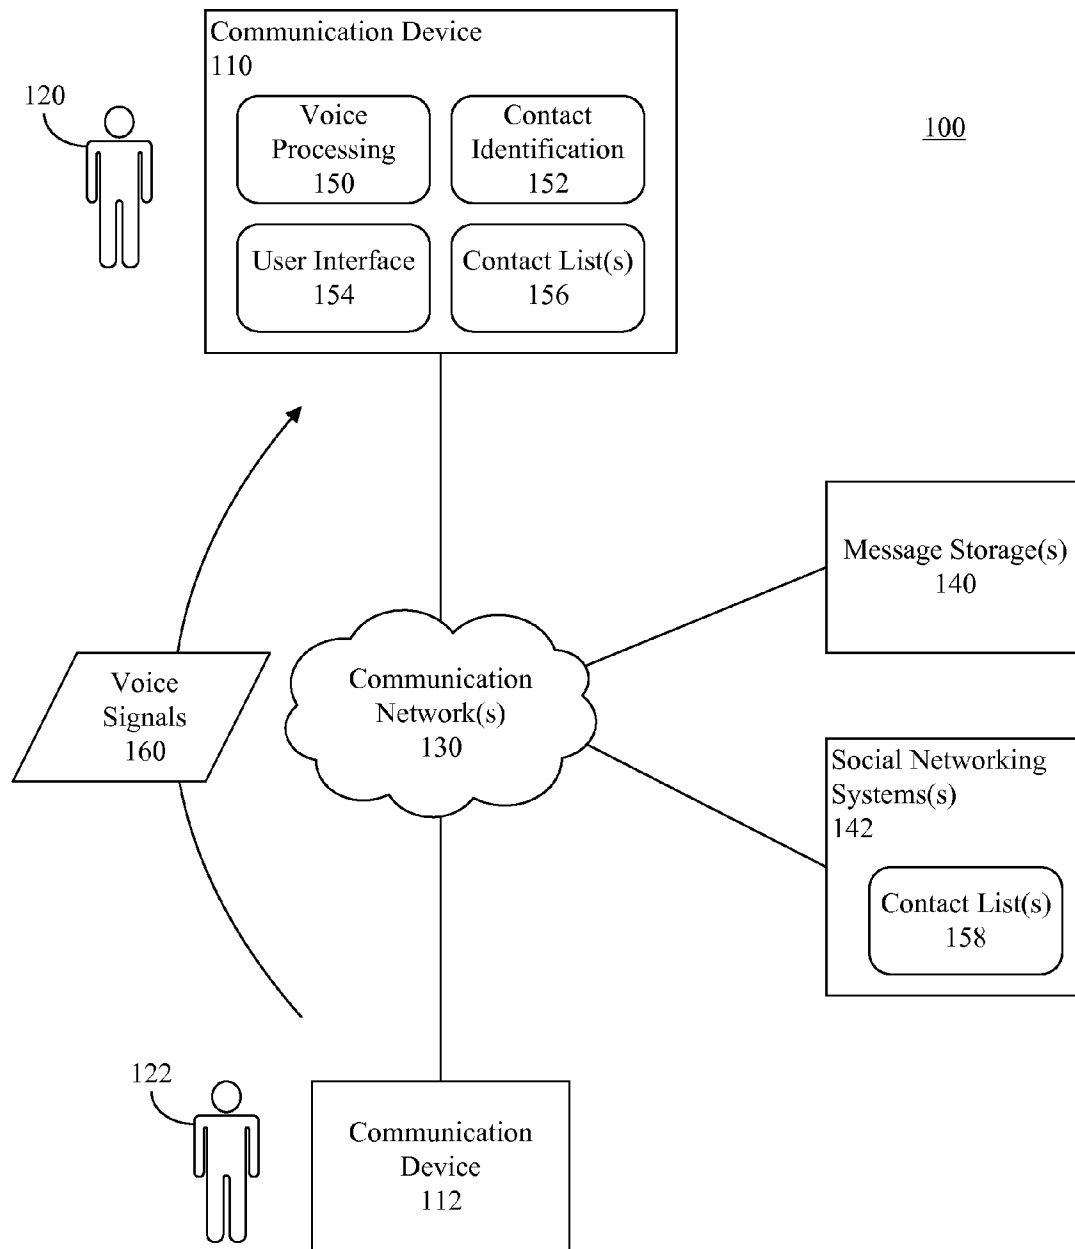 Communication Device
110
120
Voice
Processing
150
Contact
Identification
152
100
User Interface
154
Contact List(s)
156
Message Storage(s)
140
Voice
Signals
160
Communication
Network(s)
130
Social Networking
Systems(s)
142
Contact List(s)
158
122
Communication
Device
112